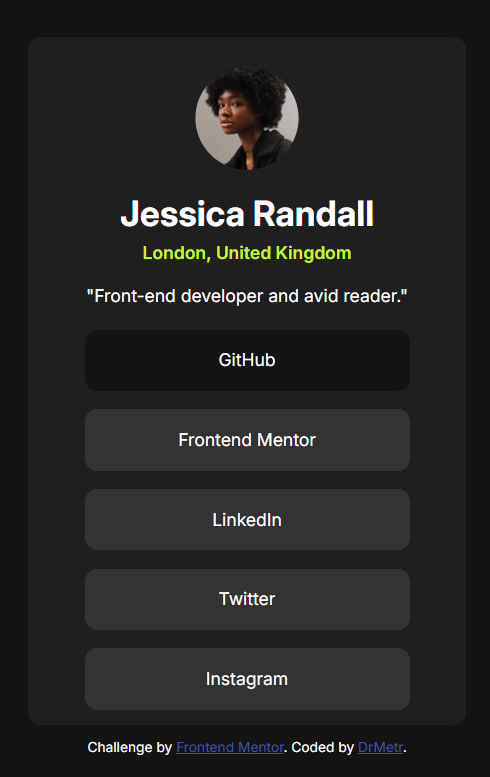 Jessica Randall
London, United Kingdom
"Front-end developer and avid reader."
GitHub
Frontend Mentor
LinkedIn
Twitter
Instagram
Challenge by Frontend Mentor. Coded by DrMetr.